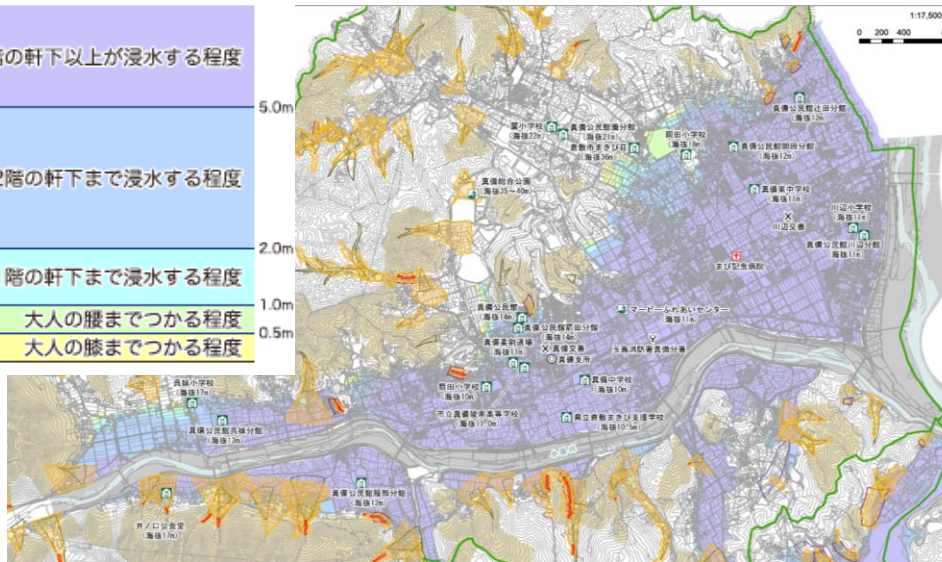 階の軒下以上が浸水する程度
5.0m
2階の軒下まで浸水する程度
2.0m
階の軒下まで浸水する程度
1.0m
大人の腰までつかる程度
0.5m
大人の膝までつかる程度
1:17,500
0 200 400
真備公民館辻田分館
(海抜12m)
薗小学校
(海抜22m)
真備公民館薗分館
(海抜21m)
倉敷市まきび荘
(海抜36m)
岡田小学校
(海抜18m)
真備公民館岡田分館
(海抜12m)
真備総合公園
(海抜35～40m)
真備東中学校
(海抜11m)
川辺小学校
(海抜11m)
川辺交番
真備公民館川辺分館
(海抜11m)
まび記念病院
真備公民館
(海抜14m)
マービーふれあいセンター
(海抜11m)
真備公民館箭田分館
(海抜14m)
真備柔剣道場
(海抜11m)
真備交番
真備支所
玉島消防署真備分署
呉妹小学校
(海抜17m)
箭田小学校
(海抜10m)
真備中学校
(海抜10m)
市立真備陵南高等学校
(海抜11.0m)
県立倉敷まきび支援学校
(海抜10.5m)
真備公民館呉妹分館
(海抜13m)
真備公民館服部分館
(海抜12m)
井ノ口公会堂
(海抜17m)